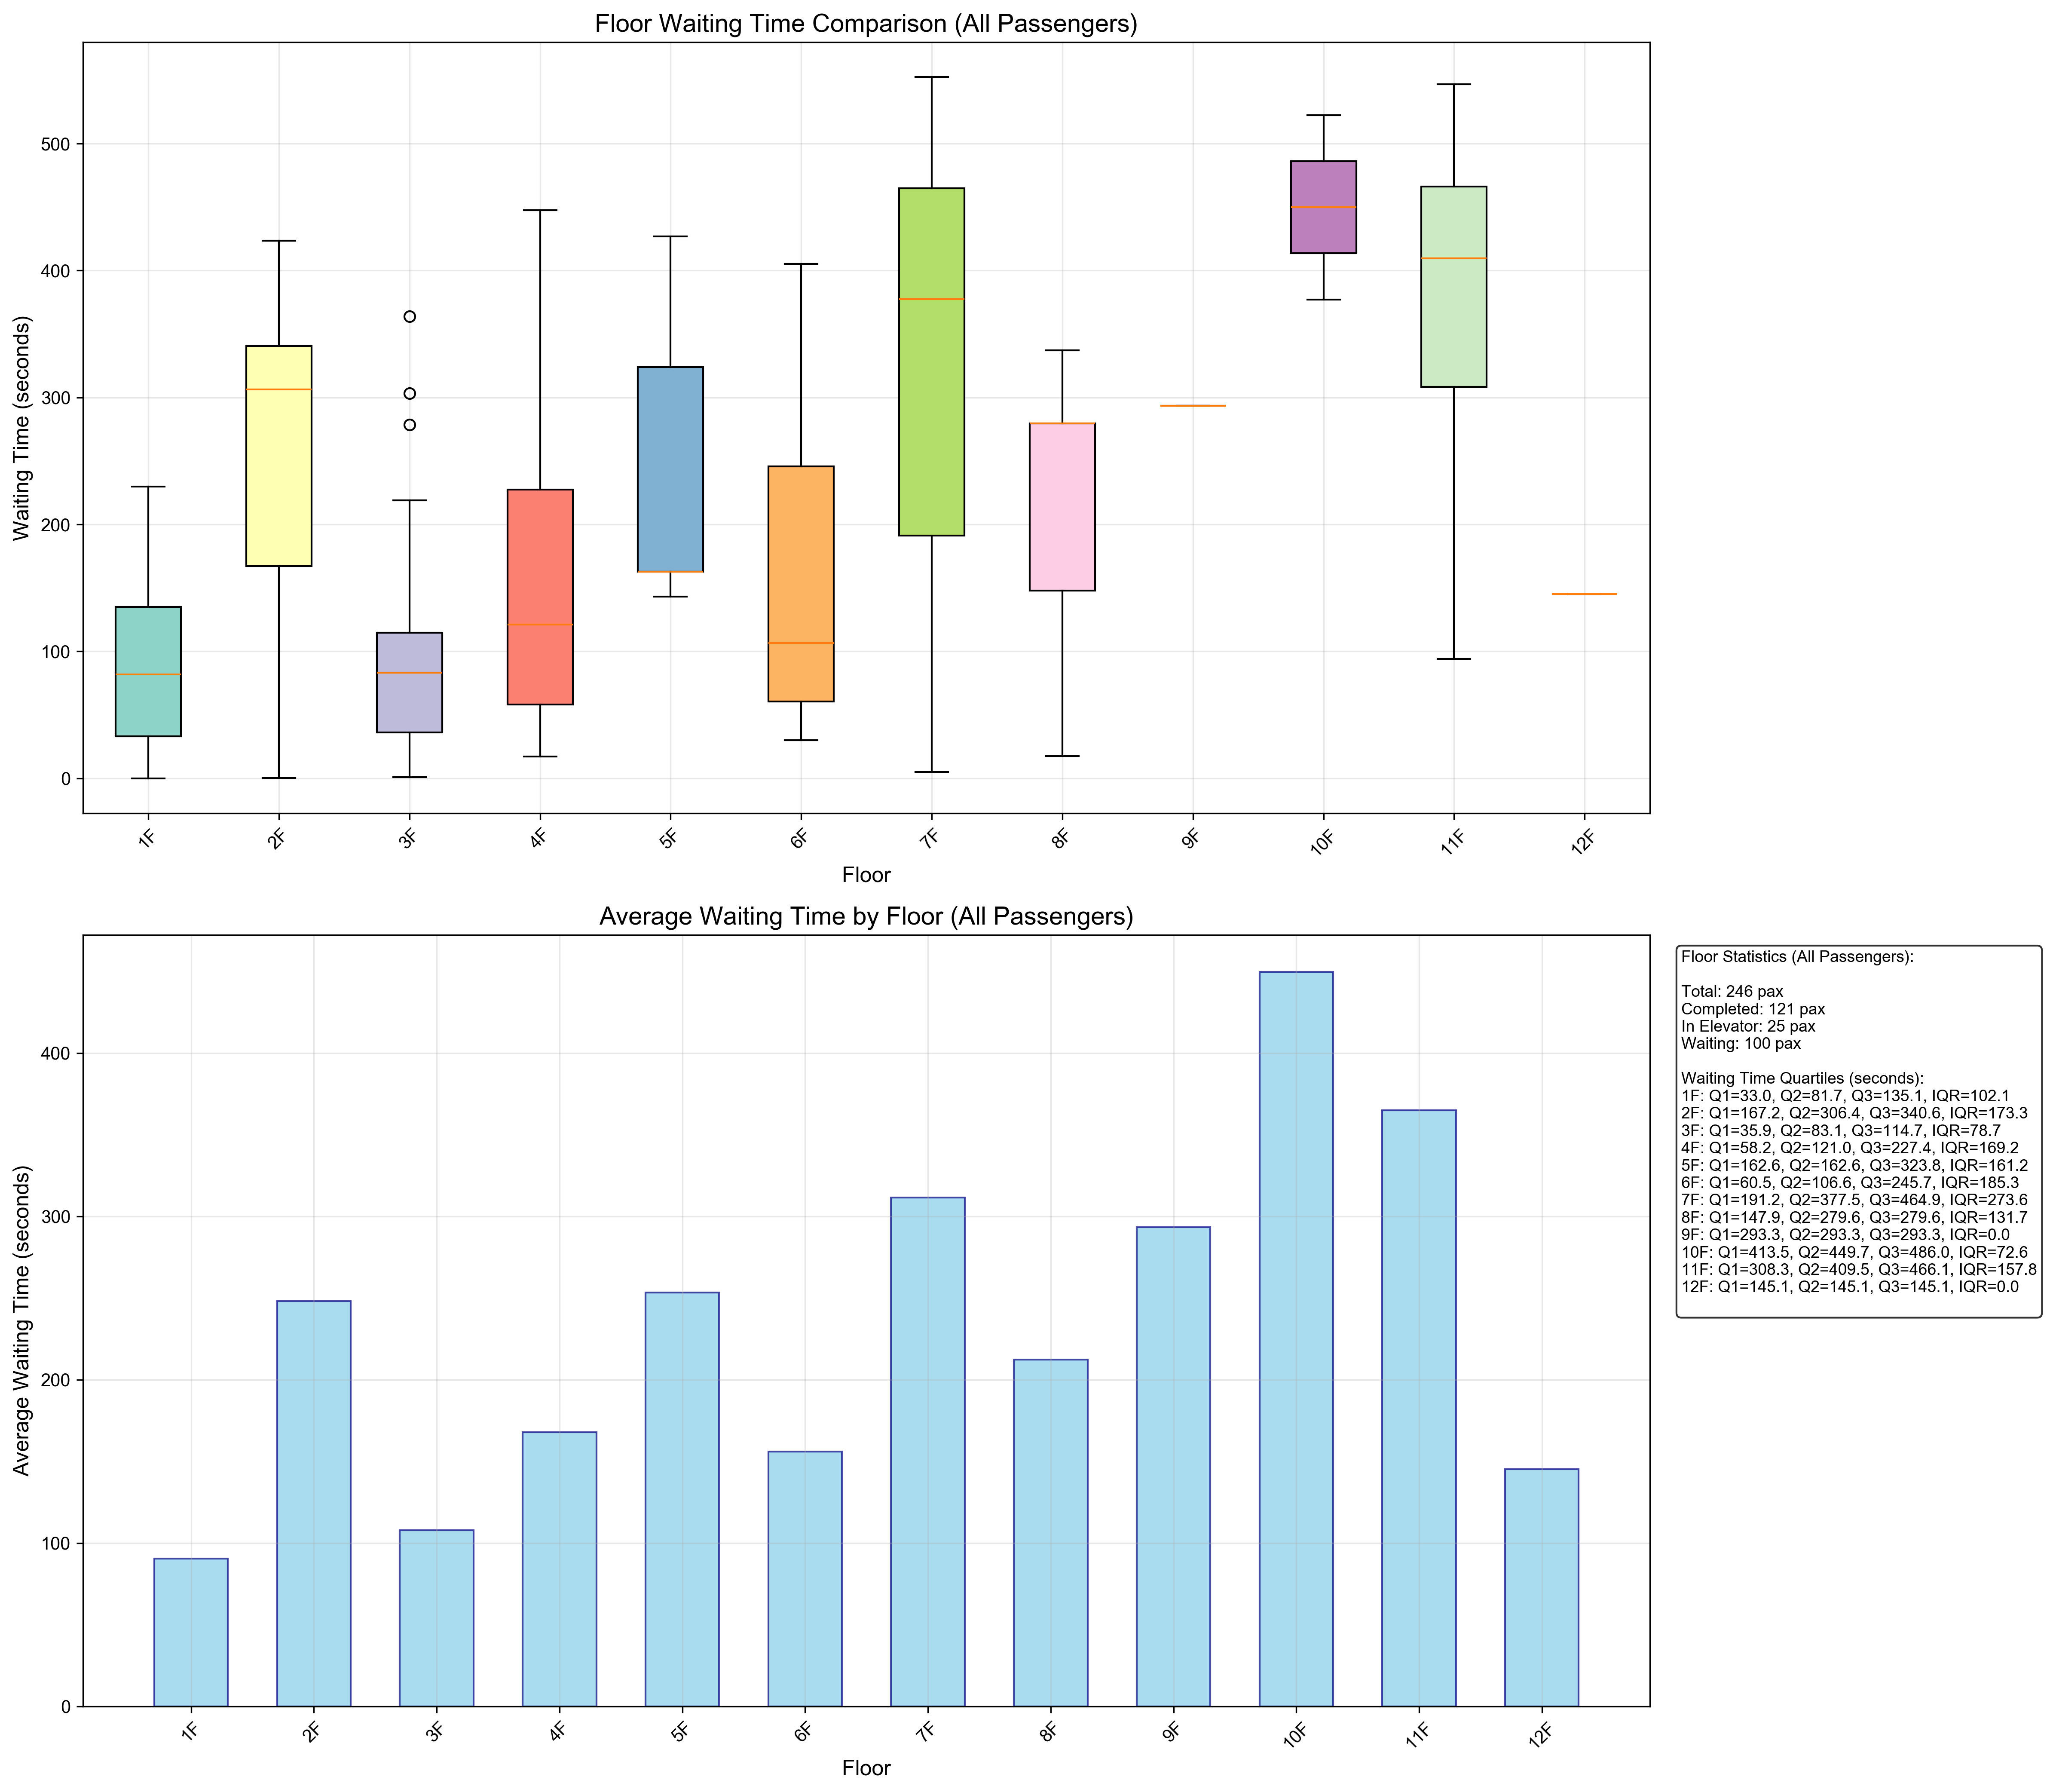 Floor Waiting Time Comparison (All Passengers)
Waiting Time (seconds)
500
400
300
200
100
0
1F
2F
3F
4F
5F
6F
7F
8F
9F
10F
11F
12F
Floor
Average Waiting Time by Floor (All Passengers)
Average Waiting Time (seconds)
400
300
200
100
0
1F
2F
3F
4F
5F
6F
7F
8F
9F
10F
11F
12F
Floor
Floor Statistics (All Passengers):
Total: 246 pax
Completed: 121 pax
In Elevator: 25 pax
Waiting: 100 pax
Waiting Time Quartiles (seconds):
1F: Q1=33.0, Q2=81.7, Q3=135.1, IQR=102.1
2F: Q1=167.2, Q2=306.4, Q3=340.6, IQR=173.3
3F: Q1=35.9, Q2=83.1, Q3=114.7, IQR=78.7
4F: Q1=58.2, Q2=121.0, Q3=227.4, IQR=169.2
5F: Q1=162.6, Q2=162.6, Q3=323.8, IQR=161.2
6F: Q1=60.5, Q2=106.6, Q3=245.7, IQR=185.3
7F: Q1=191.2, Q2=377.5, Q3=464.9, IQR=273.6
8F: Q1=147.9, Q2=279.6, Q3=279.6, IQR=131.7
9F: Q1=293.3, Q2=293.3, Q3=293.3, IQR=0.0
10F: Q1=413.5, Q2=449.7, Q3=486.0, IQR=72.6
11F: Q1=308.3, Q2=409.5, Q3=466.1, IQR=157.8
12F: Q1=145.1, Q2=145.1, Q3=145.1, IQR=0.0